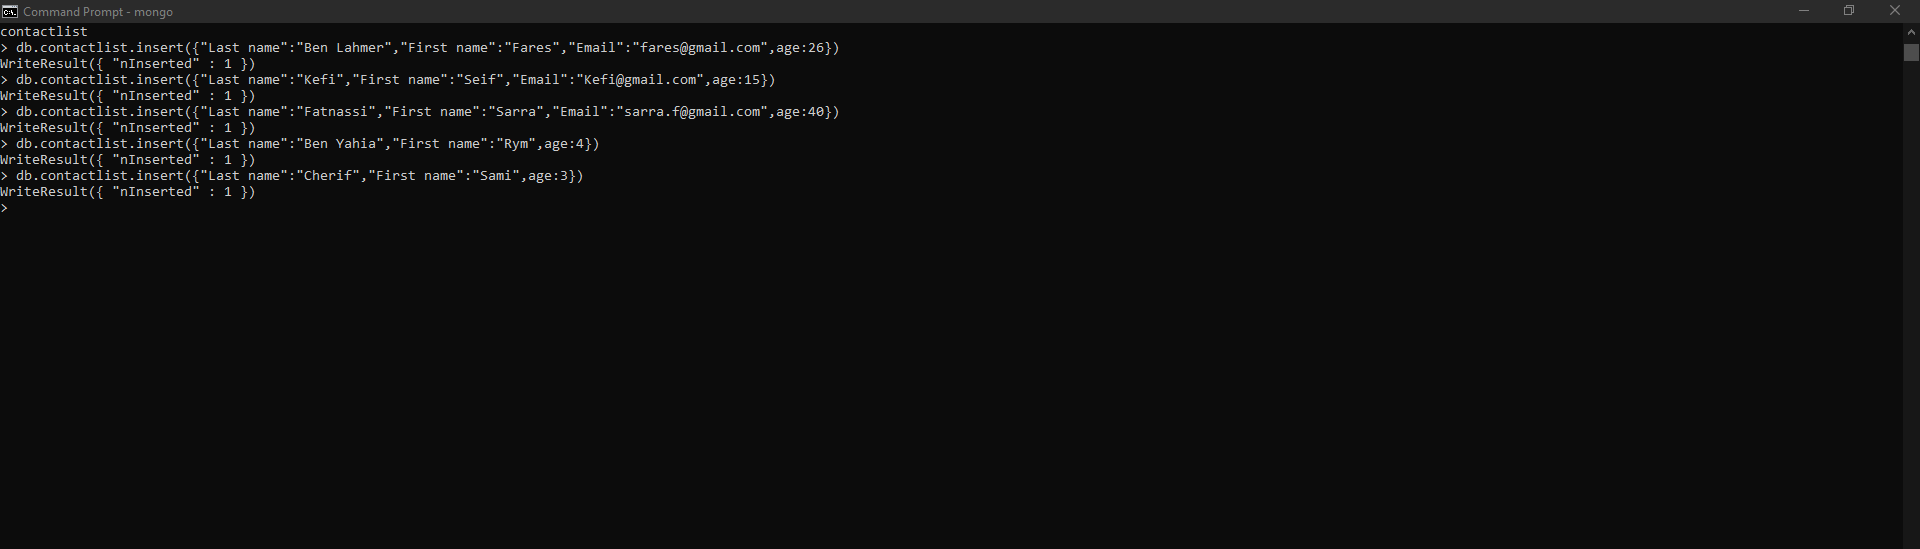 Command Prompt - mongo
contactlist
> db.contactlist.insert({"Last name":"Ben Lahmer","First name":"Fares","Email":"fares@gmail.com",age:26})
WriteResult({ "nInserted" : 1 })
> db.contactlist.insert({"Last name":"Kefi","First name":"Seif","Email":"Kefi@gmail.com",age:15})
WriteResult({ "nInserted" : 1 })
> db.contactlist.insert({"Last name":"Fatnassi","First name":"Sarra","Email":"sarra.f@gmail.com",age:40})
WriteResult({ "nInserted" : 1 })
> db.contactlist.insert({"Last name":"Ben Yahia","First name":"Rym",age:4})
WriteResult({ "nInserted" : 1 })
> db.contactlist.insert({"Last name":"Cherif","First name":"Sami",age:3})
WriteResult({ "nInserted" : 1 })
>